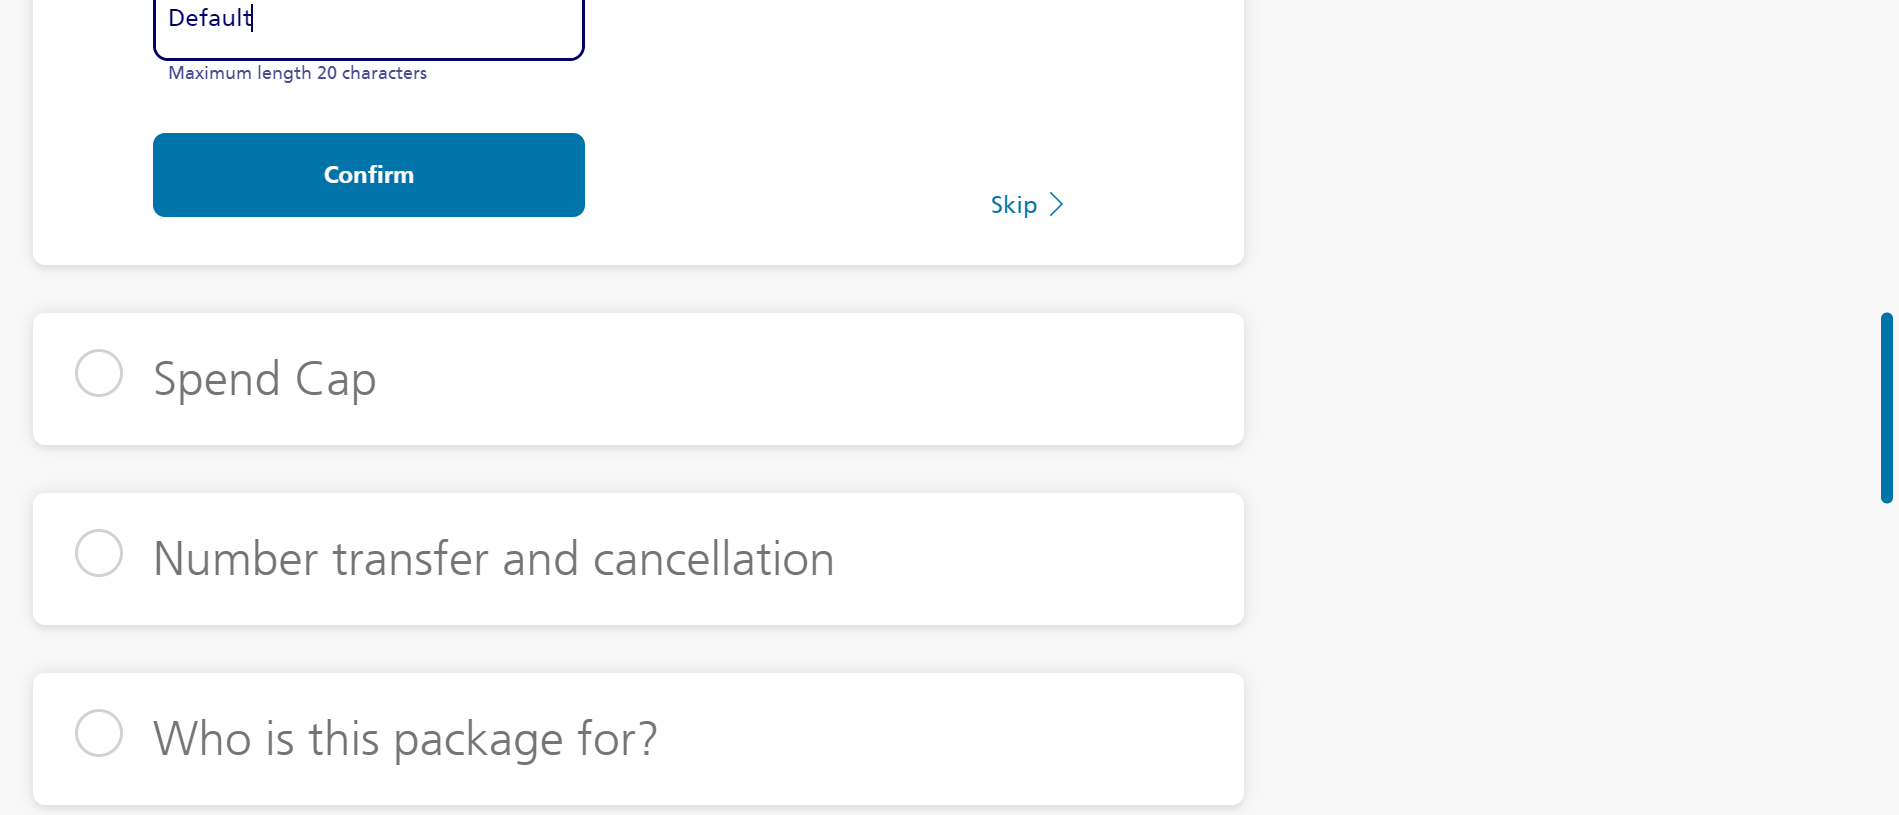 Default
Maximum length 20 characters
Confirm
Skip
Spend Cap
Number transfer and cancellation
Who is this package for?